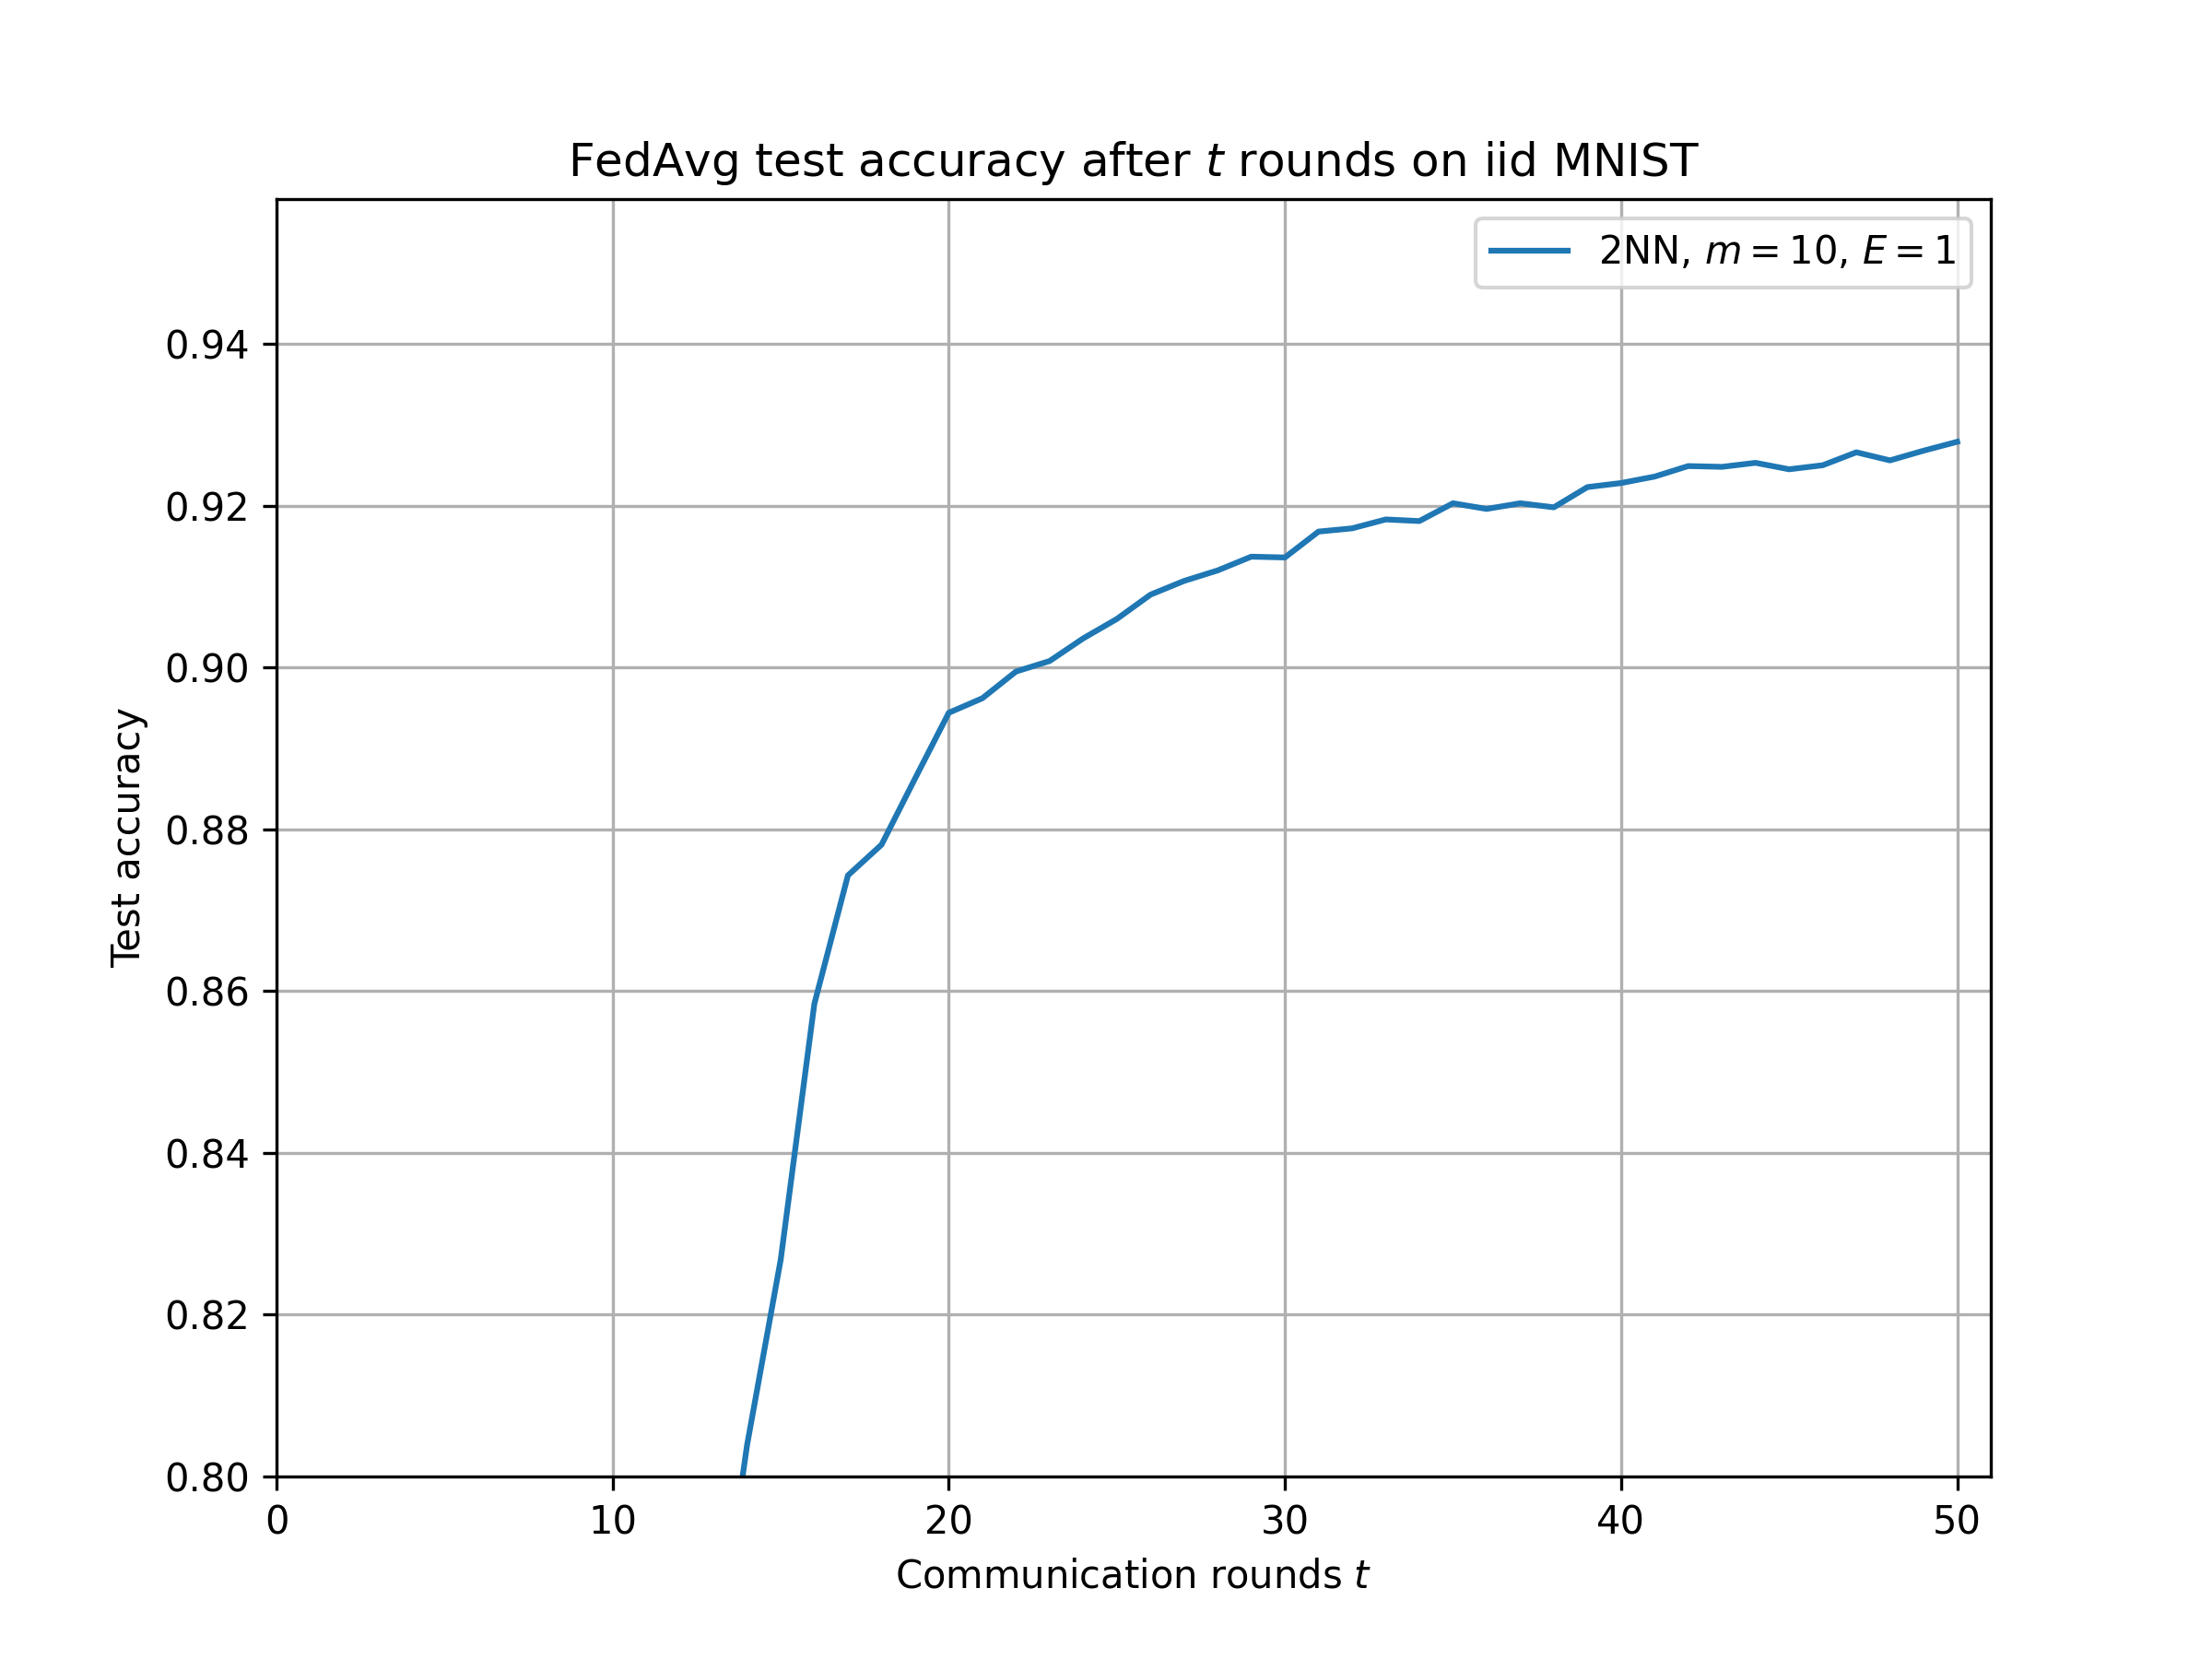 FedAvg test accuracy after t rounds on iid MNIST
2NN, m = 10, E = 1
Test accuracy
0.94
0.92
0.90
0.88
0.86
0.84
0.82
0.80
0 10 20 30 40 50
Communication rounds t